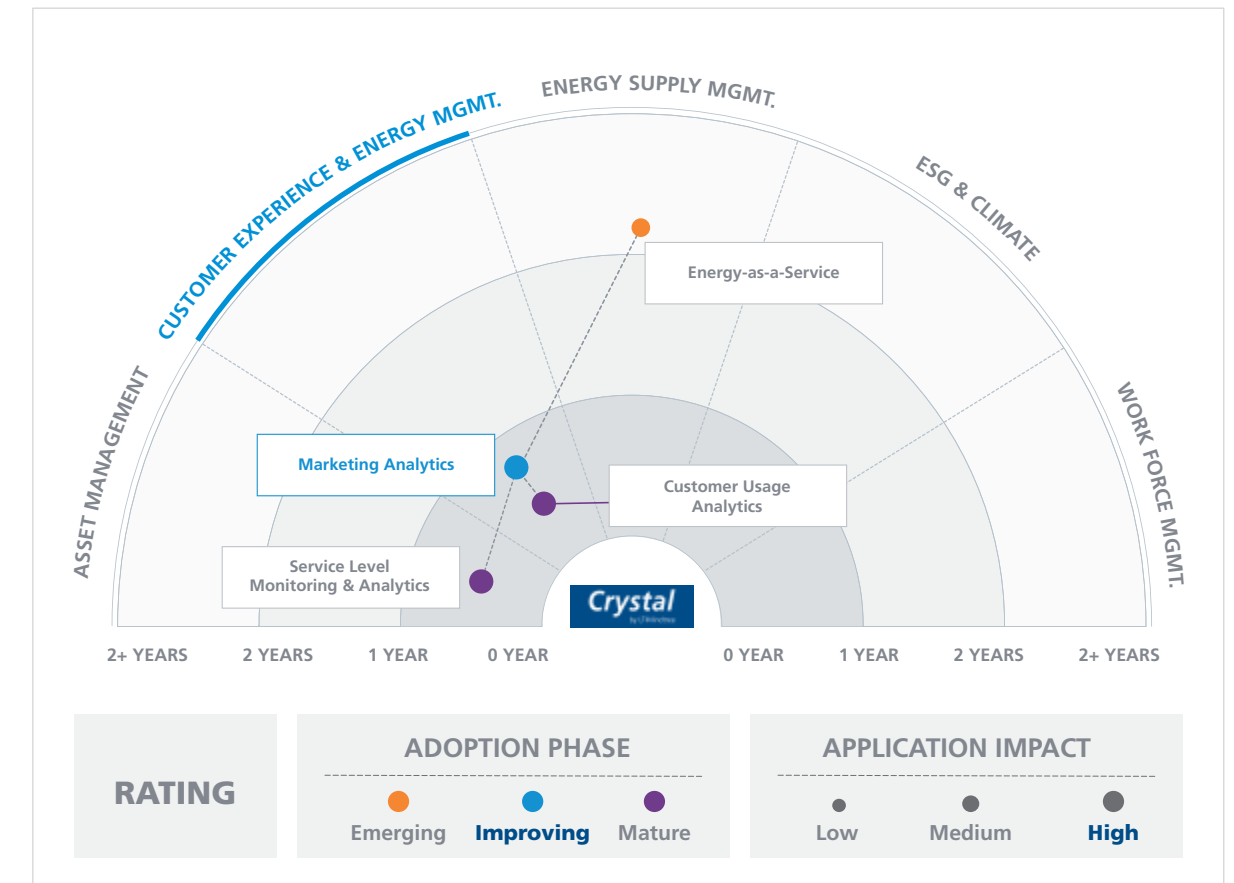 ENERGY SUPPLY MGMT.
CUSTOMER EXPERIENCE & ENERGY MGMT.
ESG & CLIMATE
ASSET MANAGEMENT
WORK FORCE MGMT.
Energy-as-a-Service
Marketing Analytics
Customer Usage
Analytics
Service Level
Monitoring & Analytics
Crystal
2+ YEARS 2 YEARS 1 YEAR 0 YEAR 0 YEAR 1 YEAR 2 YEARS 2+ YEARS
RATING
ADOPTION PHASE
Emerging Improving Mature
APPLICATION IMPACT
Low Medium High